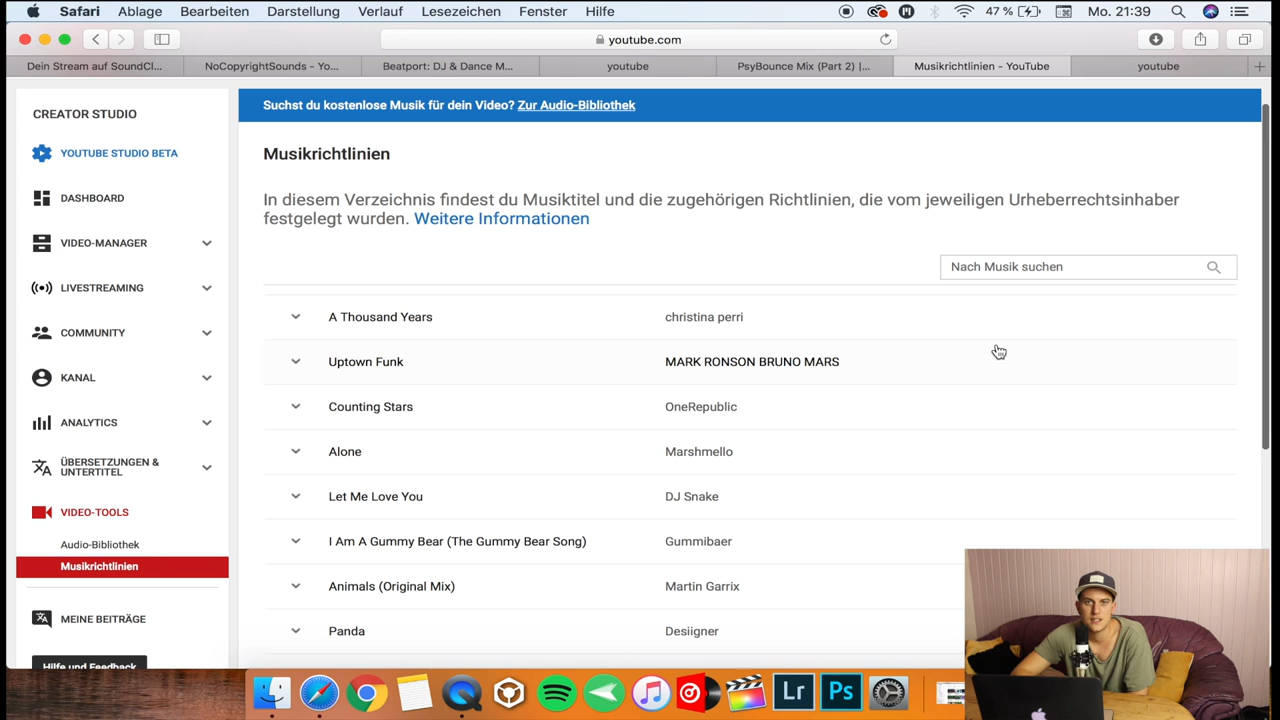 Safari Ablage Bearbeiten Darstellung Verlauf Lesezeichen Fenster Hilfe 47 % Mo. 21:39
youtube.com
Dein Stream auf SoundCl... NoCopyrightSounds - Yo... Beatport: DJ & Dance M... youtube PsyBounce Mix (Part 2) |... Musikrichtlinien - YouTube youtube
CREATOR STUDIO
YOUTUBE STUDIO BETA
DASHBOARD
VIDEO-MANAGER
LIVESTREAMING
COMMUNITY
KANAL
ANALYTICS
ÜBERSETZUNGEN &
UNTERTITEL
VIDEO-TOOLS
Audio-Bibliothek
Musikrichtlinien
MEINE BEITRÄGE
Hilfe und Feedback
Suchst du kostenlose Musik für dein Video? Zur Audio-Bibliothek
Musikrichtlinien
In diesem Verzeichnis findest du Musiktitel und die zugehörigen Richtlinien, die vom jeweiligen Urheberrechtsinhaber
festgelegt wurden. Weitere Informationen
Nach Musik suchen
A Thousand Years christina perri
Uptown Funk MARK RONSON BRUNO MARS
Counting Stars OneRepublic
Alone Marshmello
Let Me Love You DJ Snake
I Am A Gummy Bear (The Gummy Bear Song) Gummibaer
Animals (Original Mix) Martin Garrix
Panda Desiigner
Lr Ps